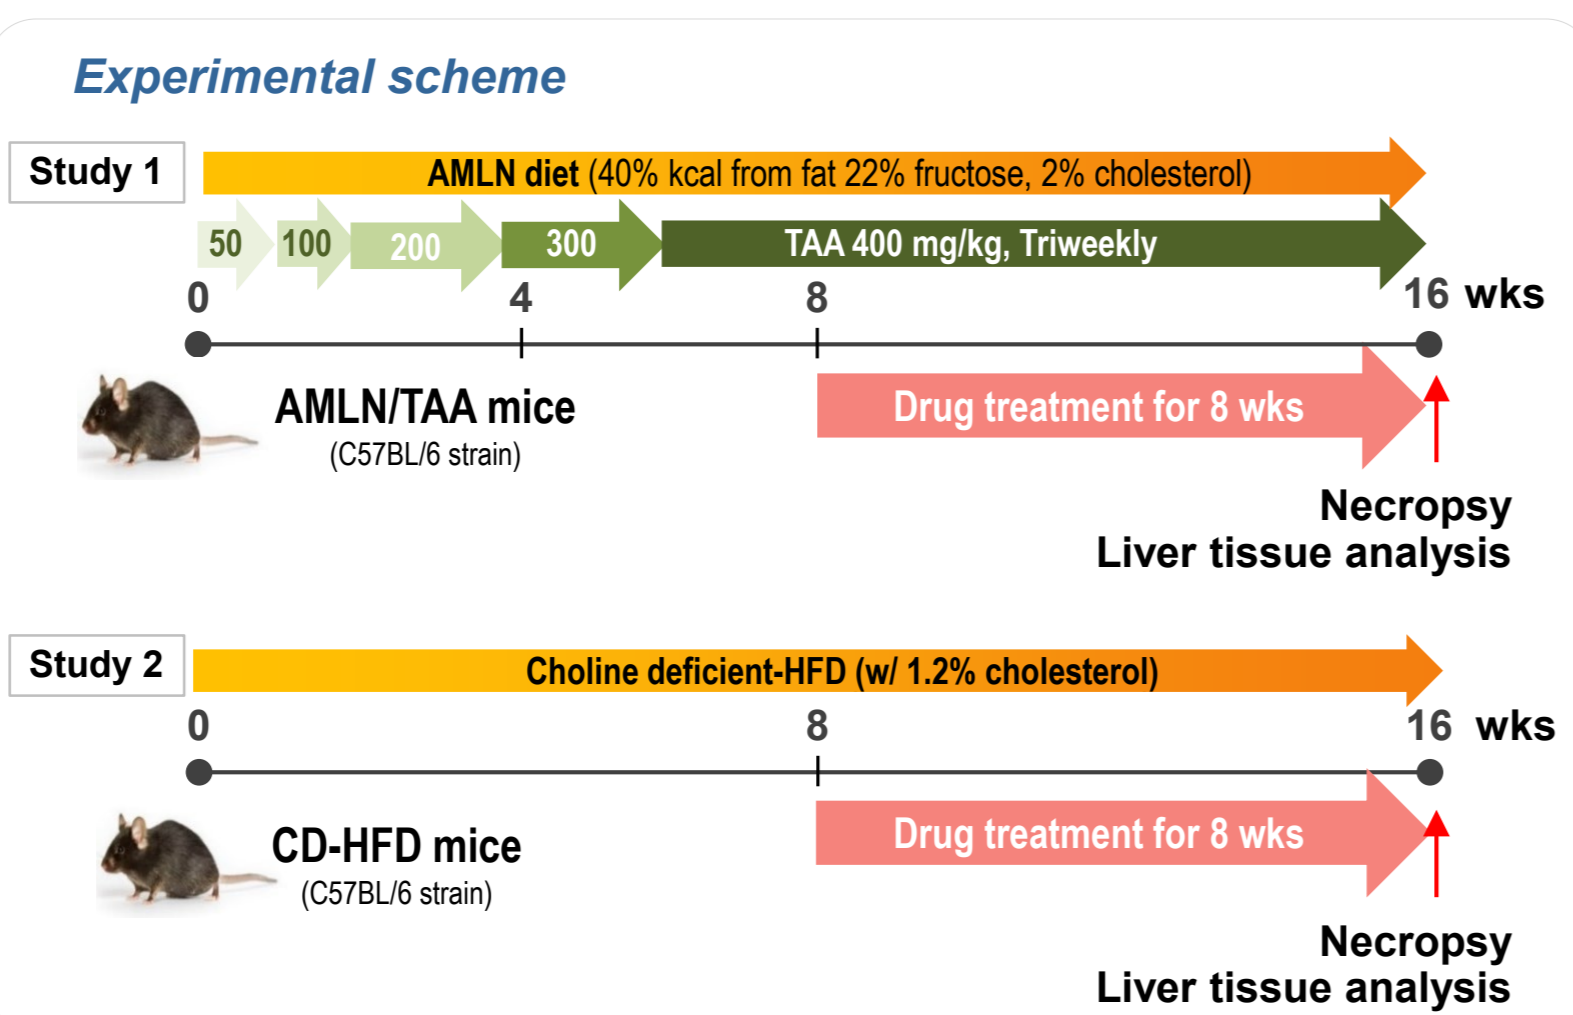 Experimental scheme
Study 1
AMLN diet (40% kcal from fat 22% fructose, 2% cholesterol)
50 100 200 300 TAA 400 mg/kg, Triweekly
0 4 8 16 wks
AMLN/TAA mice
(C57BL/6 strain)
Drug treatment for 8 wks
Necropsy
Liver tissue analysis
Study 2
Choline deficient-HFD (w/ 1.2% cholesterol)
0 8 16 wks
CD-HFD mice
(C57BL/6 strain)
Drug treatment for 8 wks
Necropsy
Liver tissue analysis